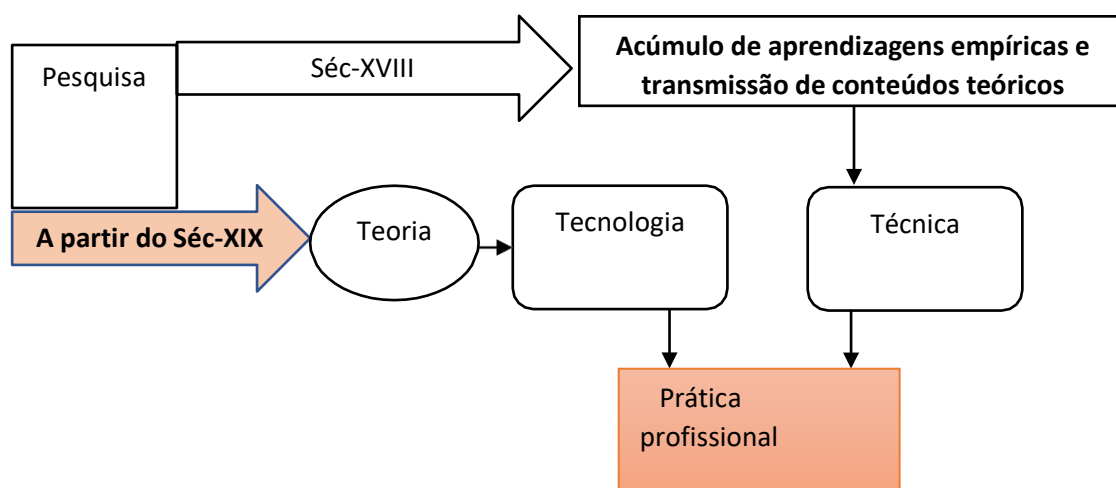 Pesquisa
Séc-XVIII
Acúmulo de aprendizagens empíricas e
transmissão de conteúdos teóricos
A partir do Séc-XIX
Teoria
Tecnologia
Técnica
Prática
profissional